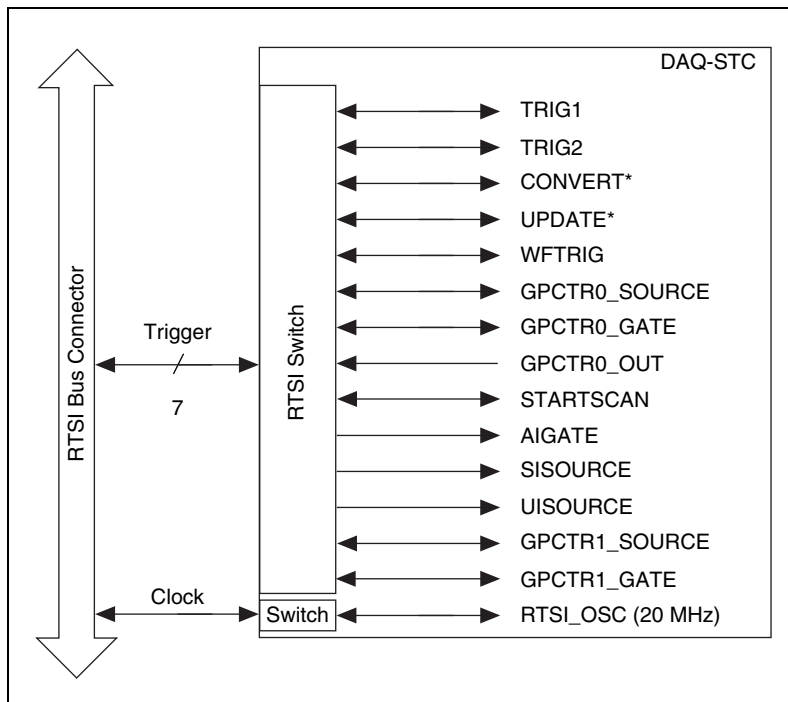 DAQ-STC
TRIG1
TRIG2
CONVERT*
UPDATE*
WFTRIG
GPCTR0_SOURCE
GPCTR0_GATE
GPCTR0_OUT
STARTSCAN
AIGATE
SISOURCE
UISOURCE
GPCTR1_SOURCE
GPCTR1_GATE
RTSI_OSC (20 MHz)
RTSI Switch
Switch
Trigger
7
Clock
RTSI Bus Connector